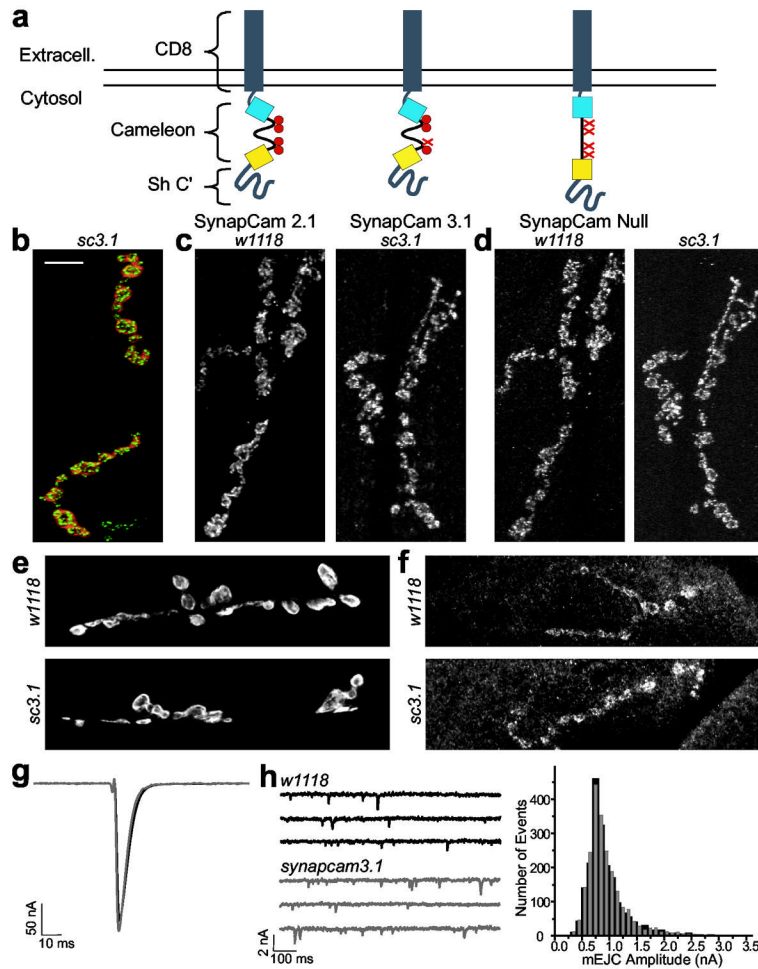 a
Extracell.
CD8
Cytosol
Cameleon
Sh C'
SynapCam 2.1
SynapCam 3.1
SynapCam Null
b
sc3.1
c
w1118
sc3.1
d
w1118
sc3.1
e
w1118
sc3.1
f
w1118
sc3.1
g
50 nA
10 ms
h
w1118
synapcam3.1
2 nA
100 ms
Number of Events
400
300
200
100
0
0.0 0.5 1.0 1.5 2.0 2.5 3.0 3.5
mEJC Amplitude (nA)